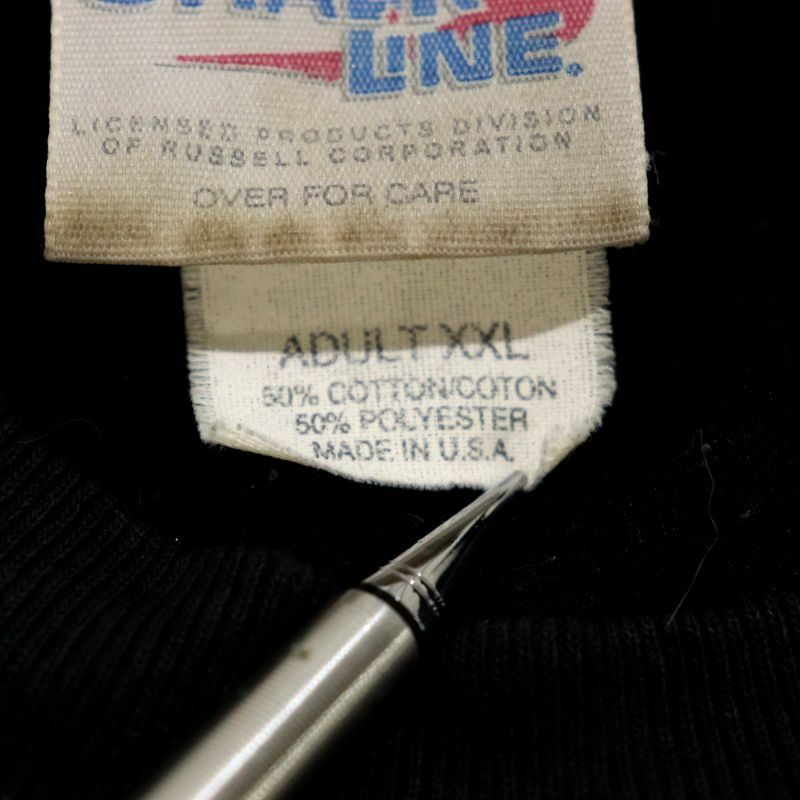 CHALK
LINE.
LICENSED PRODUCTS DIVISION
OF RUSSELL CORPORATION
OVER FOR CARE
ADULT XXL
50% COTTON/COTON
50% POLYESTER
MADE IN U.S.A.